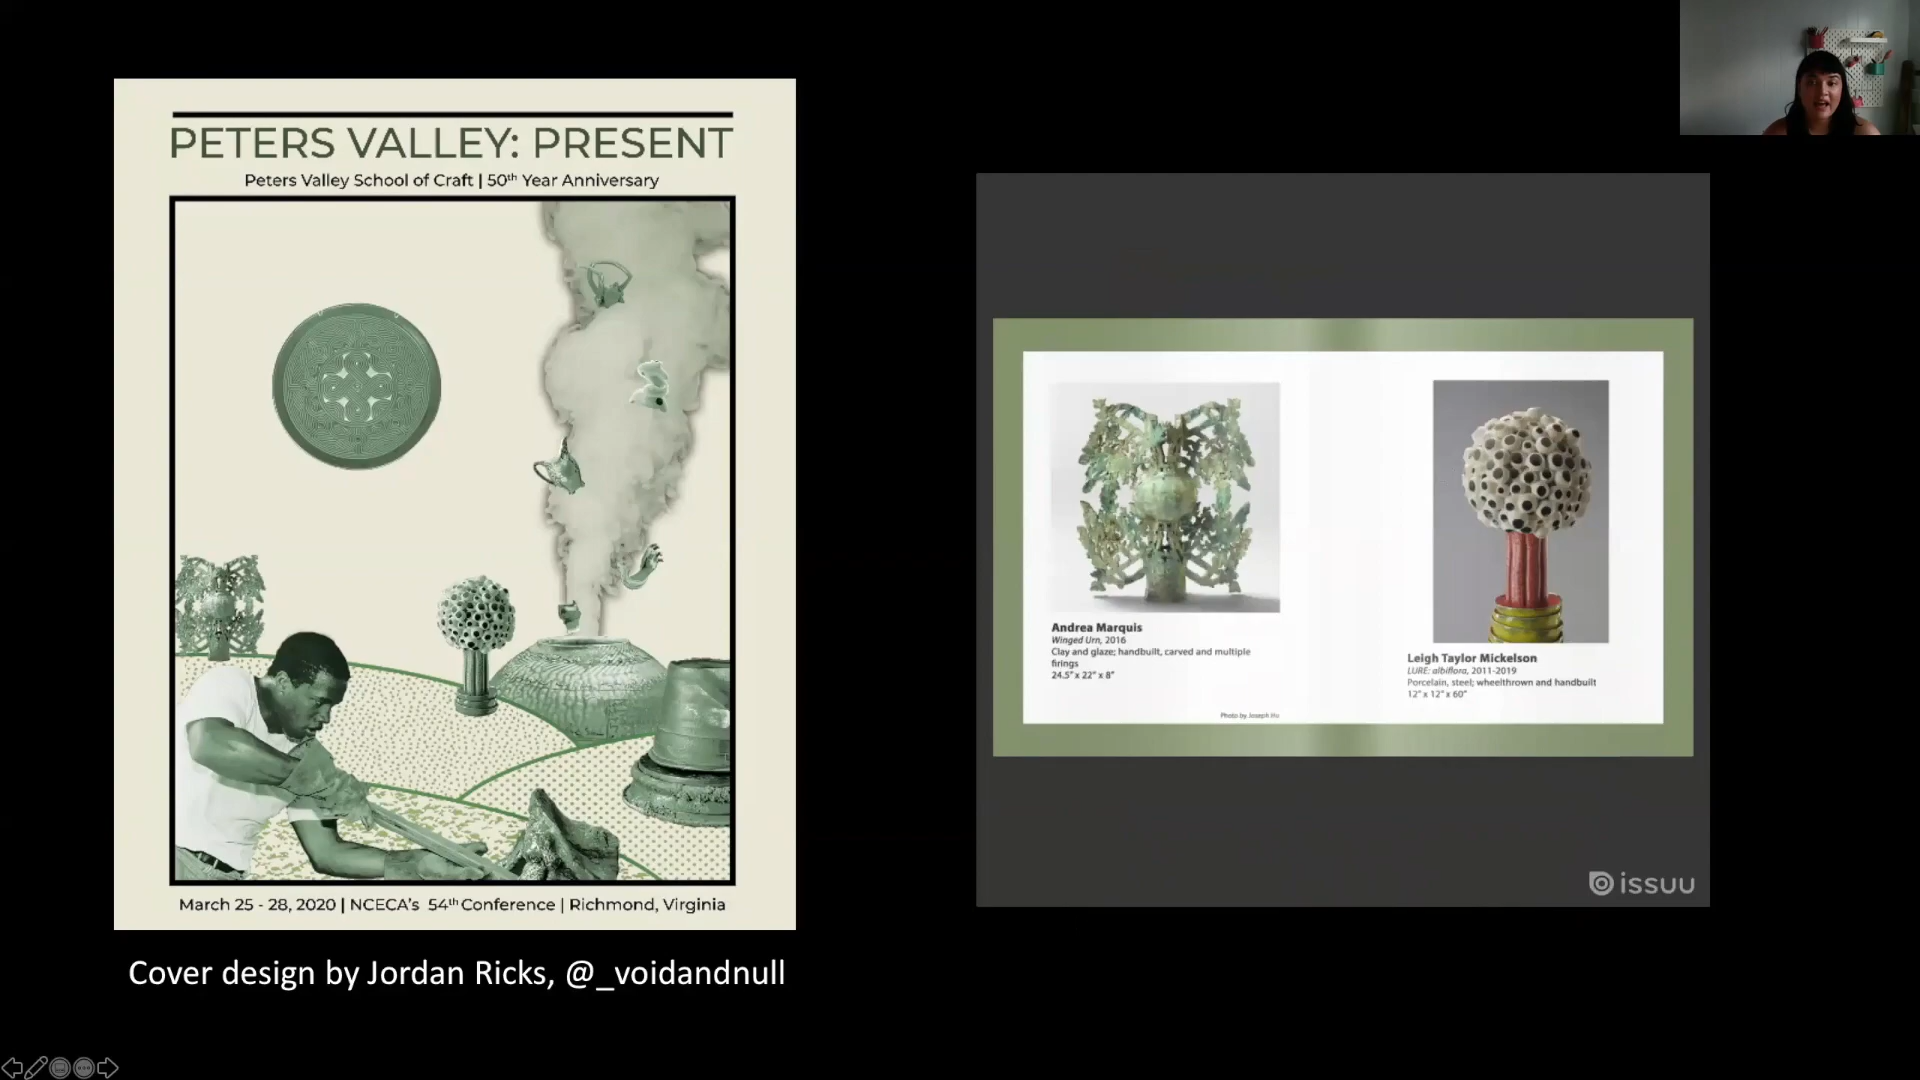 PETERS VALLEY: PRESENT
Peters Valley School of Craft | 50th Year Anniversary
March 25 - 28, 2020 | NCECA's 54th Conference | Richmond, Virginia
Cover design by Jordan Ricks, @_voidandnull
Andrea Marquis
Winged Urn, 2016
Clay and glaze; handbuilt, carved and multiple
firings
24.5" x 22" x 8"
Photo by Joseph Hu
Leigh Taylor Mickelson
LURE: albiflora, 2011-2019
Porcelain, steel; wheelthrown and handbuilt
12" x 12" x 60"
issuu